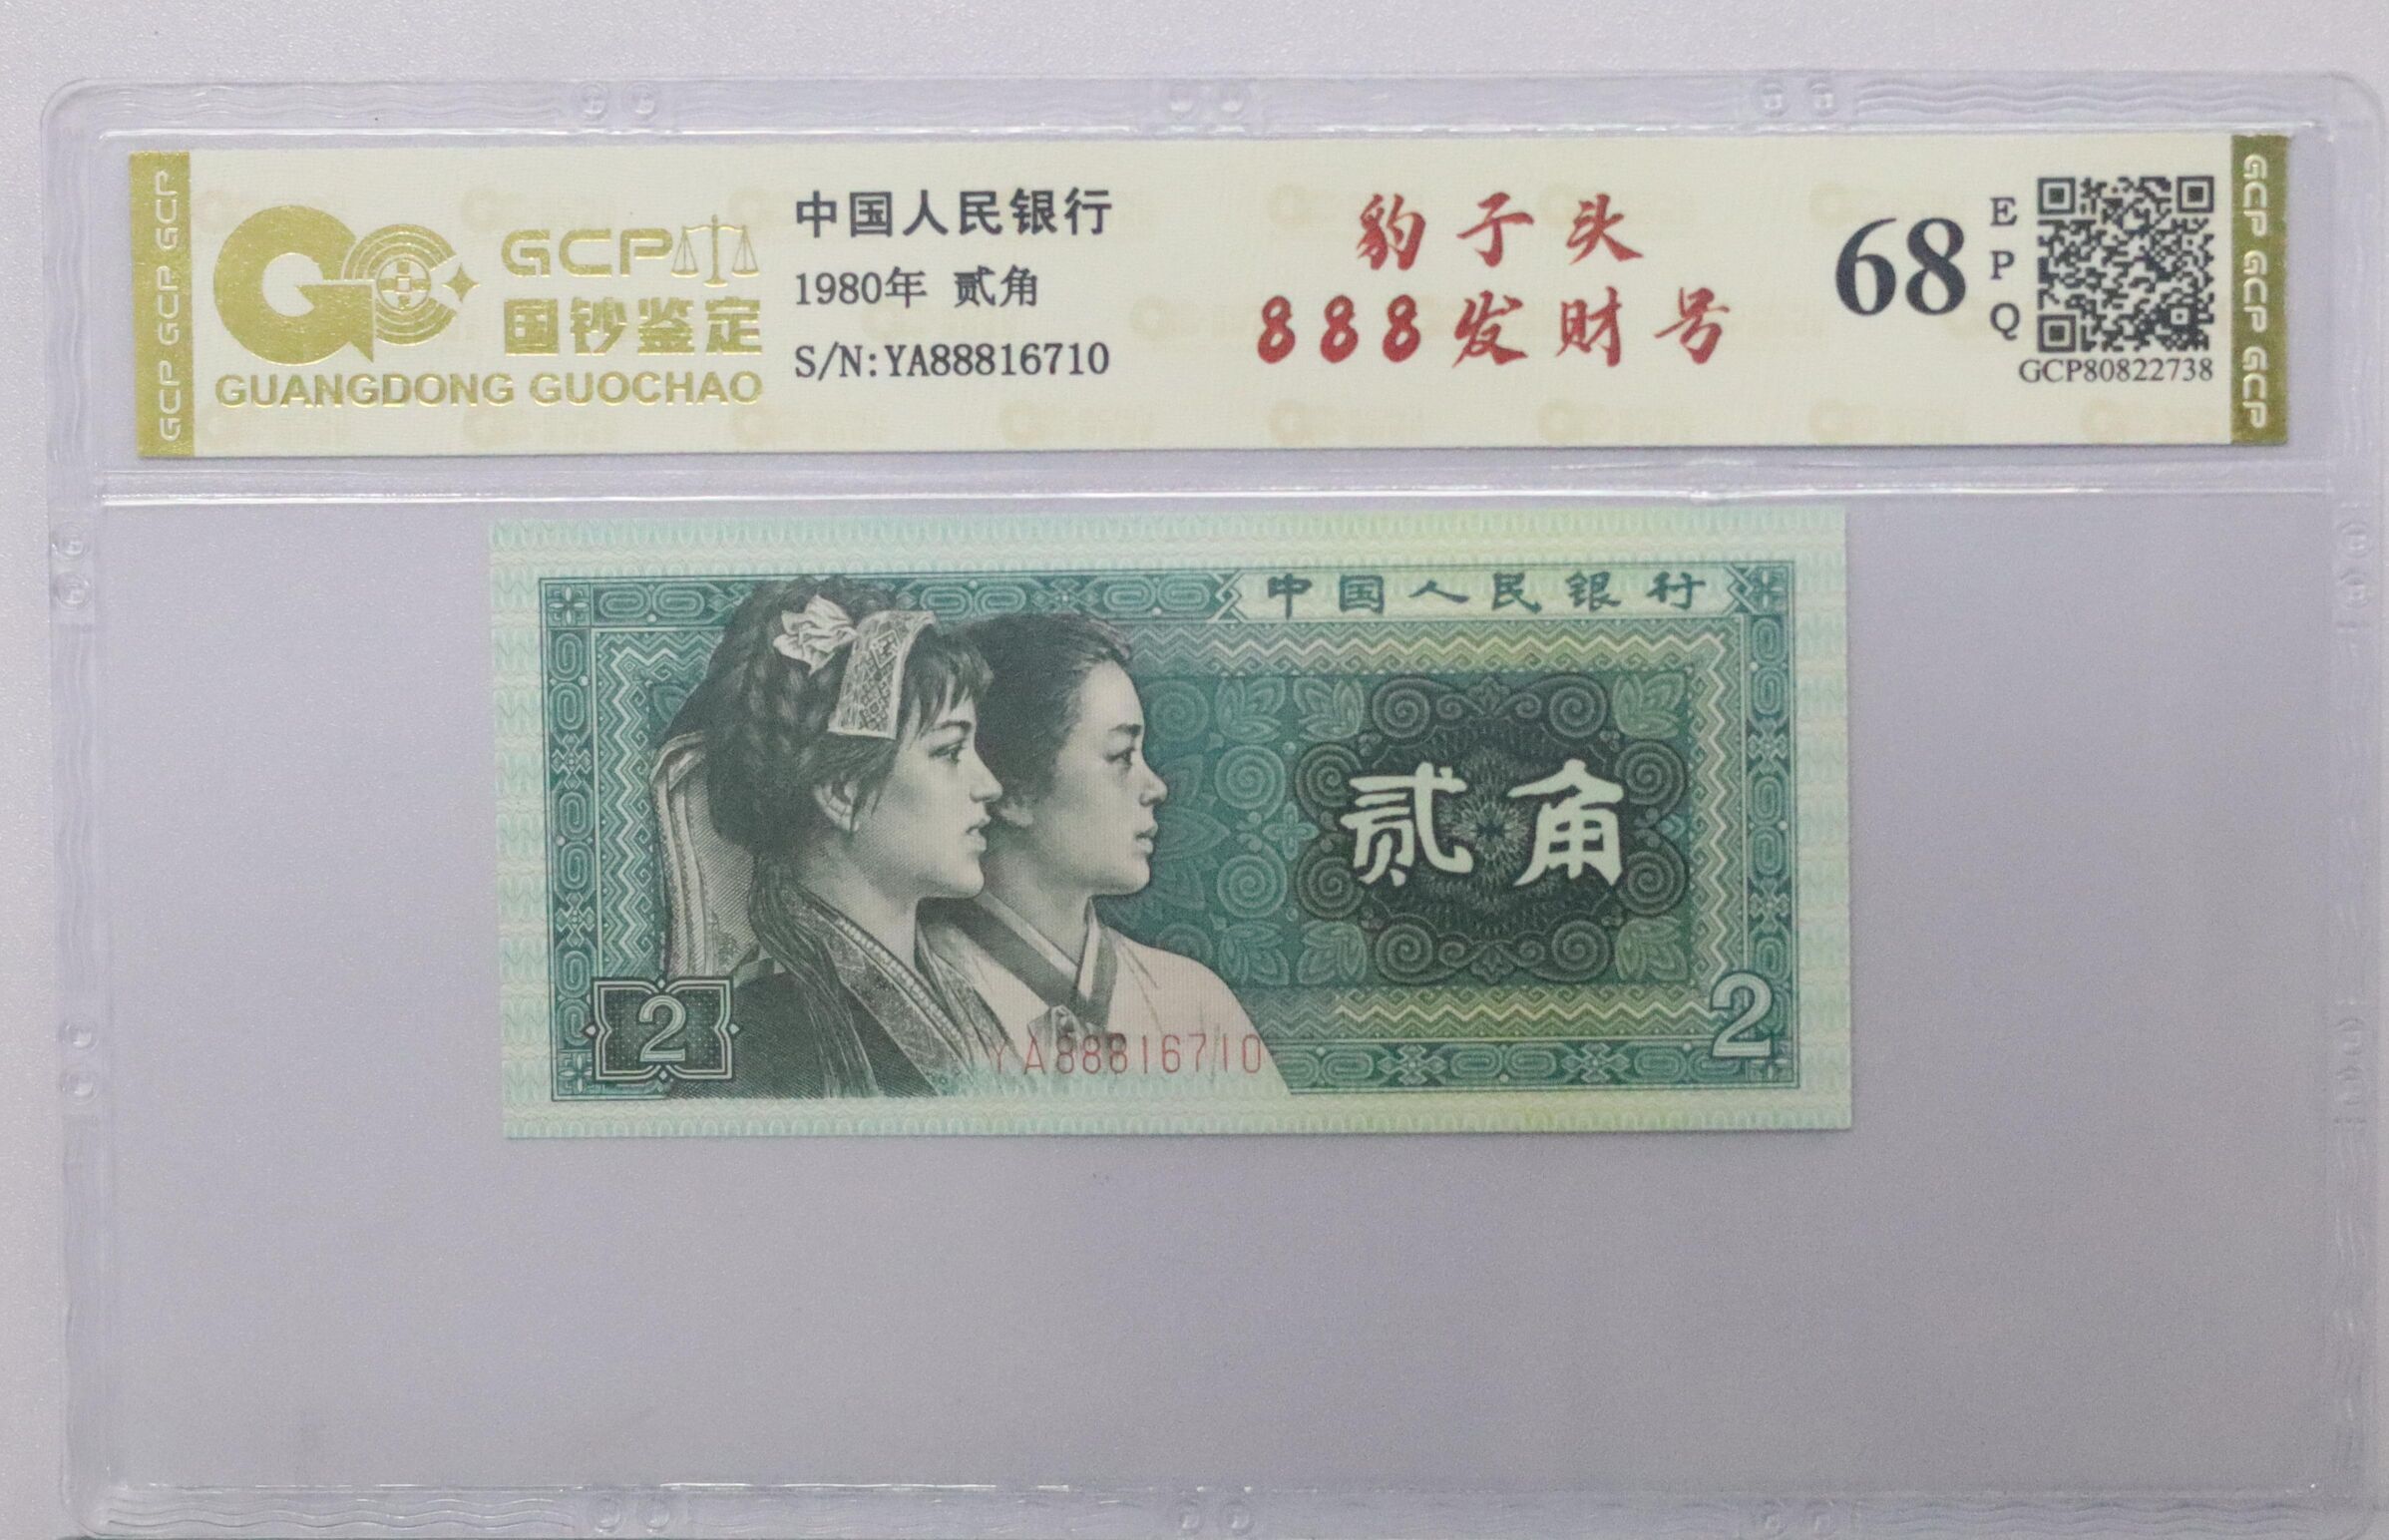 GCP GCP GCP
GCP
国钞鉴定
GUANGDONG GUOCHAO
中国人民银行
1980年 贰角
S/N:YA88816710
豹子头
888发财号
68
E
P
Q
GCP80822738
GCP GCP GCP
中国人民银行
贰角
2
YA88816710
2